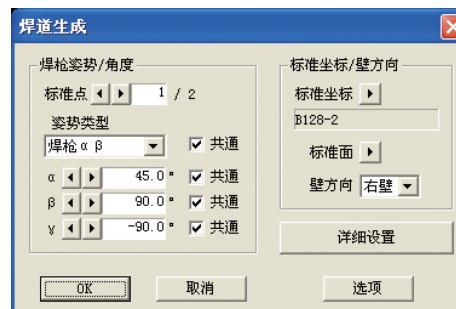 焊道生成
焊枪姿势/角度
标准点 1 / 2
姿势类型
焊枪 α β 共通
α 45.0° 共通
β 90.0° 共通
γ -90.0° 共通
标准坐标/壁方向
标准坐标
B128-2
标准面
壁方向 右壁
详细设置
OK 取消 选项